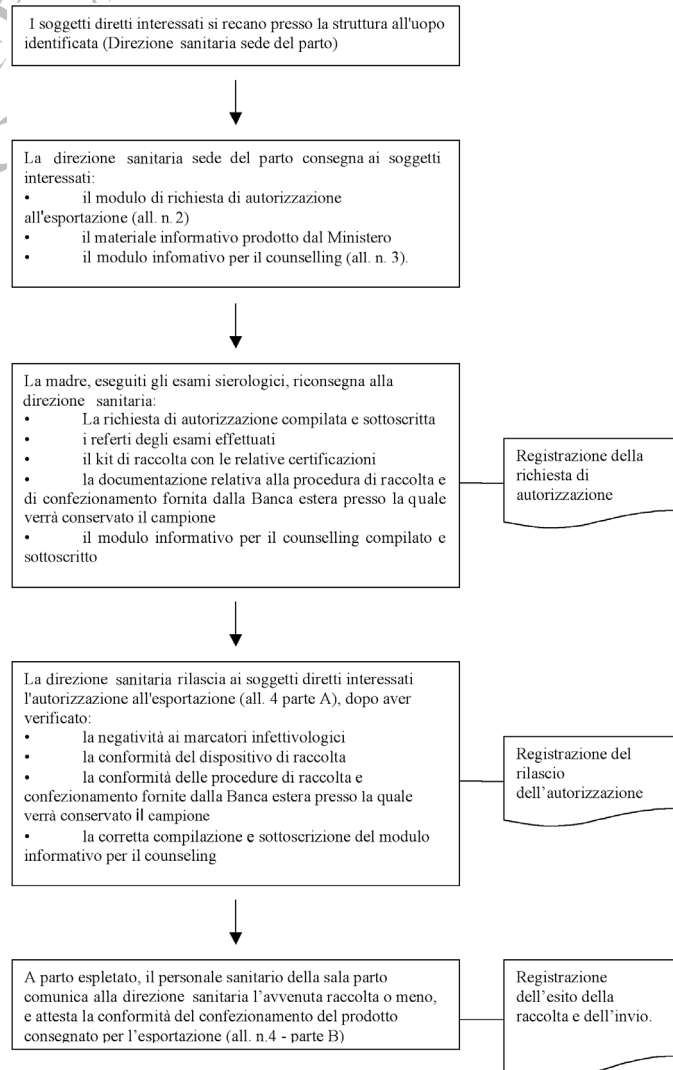 I soggetti diretti interessati si recano presso la struttura all'uopo
identificata (Direzione sanitaria sede del parto)
La direzione sanitaria sede del parto consegna ai soggetti
interessati:
• il modulo di richiesta di autorizzazione
all'esportazione (all. n. 2)
• il materiale informativo prodotto dal Ministero
• il modulo infomativo per il counselling (all. n. 3).
La madre, eseguiti gli esami sierologici, riconsegna alla
direzione sanitaria:
• La richiesta di autorizzazione compilata e sottoscritta
• i referti degli esami effettuati
• il kit di raccolta con le relative certificazioni
• la documentazione relativa alla procedura di raccolta e
di confezionamento fornita dalla Banca estera presso la quale
verrà conservato il campione
• il modulo informativo per il counselling compilato e
sottoscritto
Registrazione della
richiesta di
autorizzazione
La direzione sanitaria rilascia ai soggetti diretti interessati
l'autorizzazione all'esportazione (all. 4 parte A), dopo aver
verificato:
• la negatività ai marcatori infettivologici
• la conformità del dispositivo di raccolta
• la conformità delle procedure di raccolta e
confezionamento fornite dalla Banca estera presso la quale
verrà conservato il campione
• la corretta compilazione e sottoscrizione del modulo
informativo per il counseling
Registrazione del
rilascio
dell'autorizzazione
A parto espletato, il personale sanitario della sala parto
comunica alla direzione sanitaria l'avvenuta raccolta o meno,
e attesta la conformità del confezionamento del prodotto
consegnato per l'esportazione (all. n.4 - parte B)
Registrazione
dell'esito della
raccolta e dell'invio.